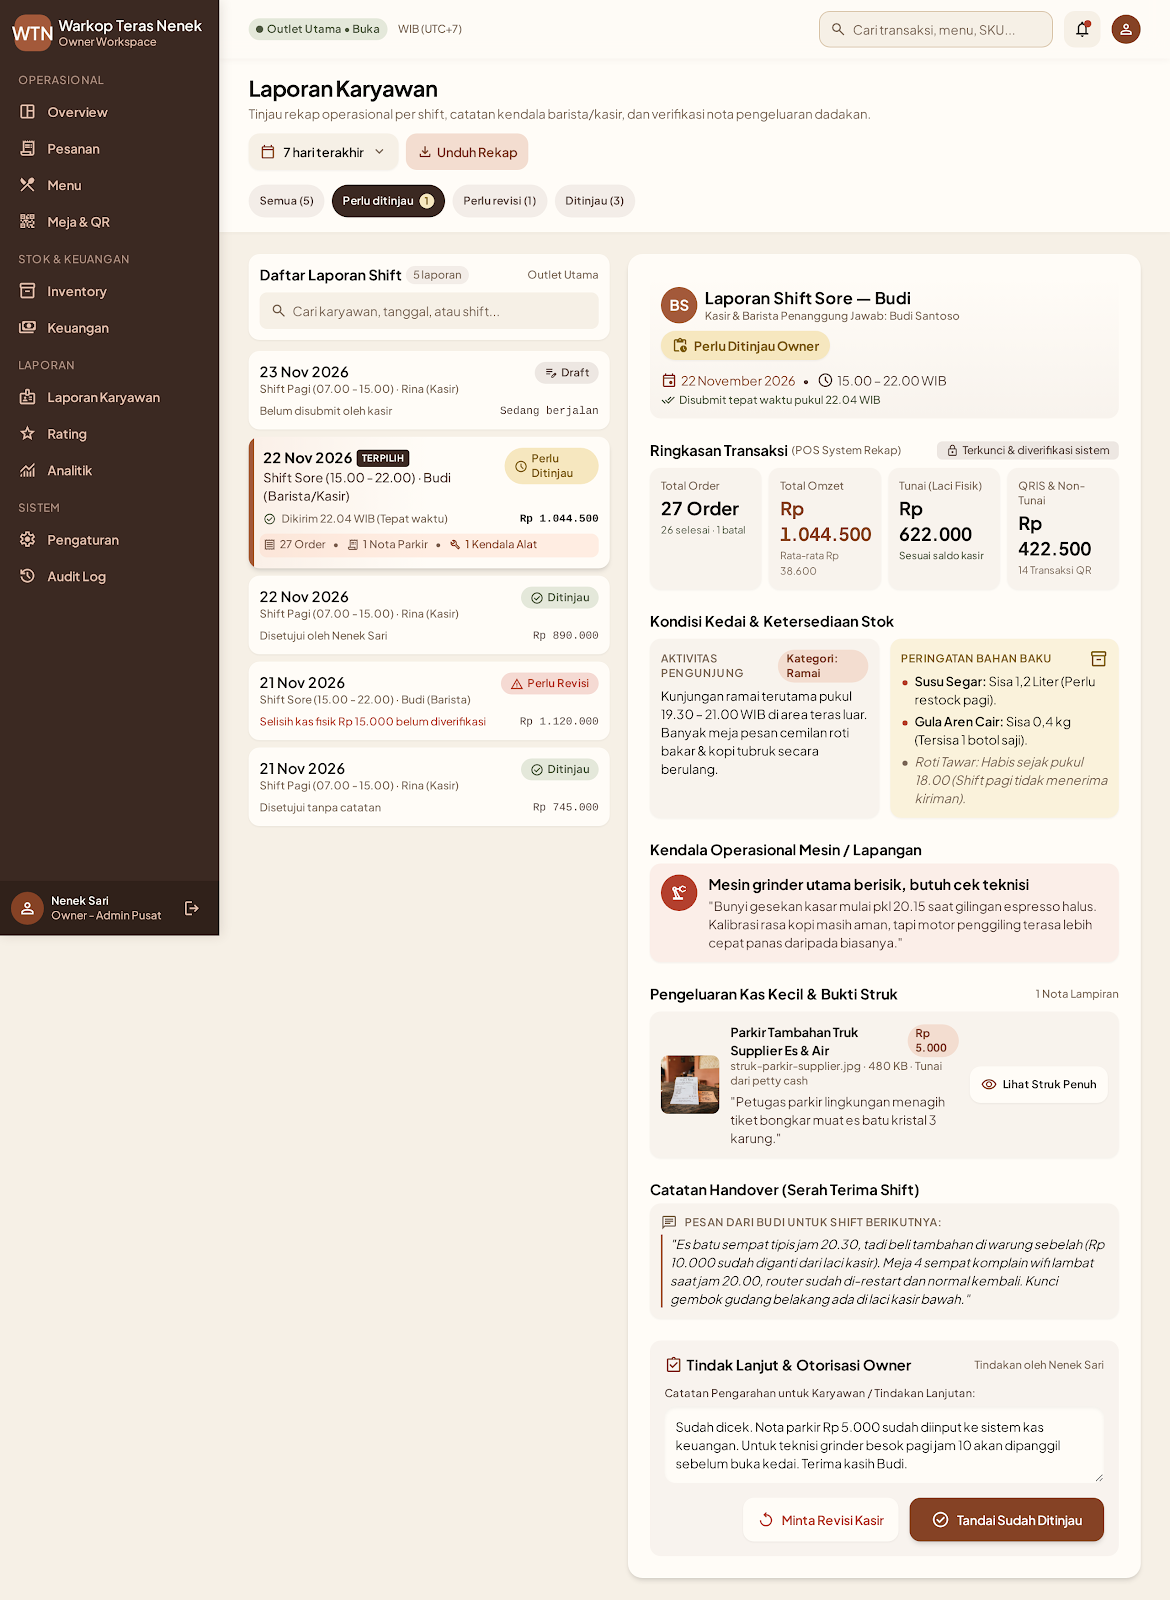 WTN
Warkop Teras Nenek
Owner Workspace
OPERASIONAL
Overview
Pesanan
Menu
Meja & QR
STOK & KEUANGAN
Inventory
Keuangan
LAPORAN
Laporan Karyawan
Rating
Analitik
SISTEM
Pengaturan
Audit Log
Nenek Sari
Owner - Admin Pusat
Outlet Utama • Buka
WIB (UTC+7)
Cari transaksi, menu, SKU...
Laporan Karyawan
Tinjau rekap operasional per shift, catatan kendala barista/kasir, dan verifikasi nota pengeluaran dadakan.
7 hari terakhir
Unduh Rekap
Semua (5)
Perlu ditinjau 1
Perlu revisi (1)
Ditinjau (3)
Daftar Laporan Shift 5 laporan
Outlet Utama
Cari karyawan, tanggal, atau shift...
23 Nov 2026
Draft
Shift Pagi (07.00 - 15.00) · Rina (Kasir)
Belum disubmit oleh kasir
Sedang berjalan
22 Nov 2026 TERPILIH
Perlu
Ditinjau
Shift Sore (15.00 - 22.00) · Budi
(Barista/Kasir)
Dikirim 22.04 WIB (Tepat waktu)
Rp 1.044.500
27 Order • 1 Nota Parkir • 1 Kendala Alat
22 Nov 2026
Ditinjau
Shift Pagi (07.00 - 15.00) · Rina (Kasir)
Disetujui oleh Nenek Sari
Rp 890.000
21 Nov 2026
Perlu Revisi
Shift Sore (15.00 - 22.00) · Budi (Barista)
Selisih kas fisik Rp 15.000 belum diverifikasi
Rp 1.120.000
21 Nov 2026
Ditinjau
Shift Pagi (07.00 - 15.00) · Rina (Kasir)
Disetujui tanpa catatan
Rp 745.000
BS
Laporan Shift Sore — Budi
Kasir & Barista Penanggung Jawab: Budi Santoso
Perlu Ditinjau Owner
22 November 2026 • 15.00 – 22.00 WIB
Disubmit tepat waktu pukul 22.04 WIB
Ringkasan Transaksi (POS System Rekap)
Terkunci & diverifikasi sistem
Total Order
27 Order
26 selesai · 1 batal
Total Omzet
Rp
1.044.500
Rata-rata Rp
38.600
Tunai (Laci Fisik)
Rp
622.000
Sesuai saldo kasir
QRIS & Non-
Tunai
Rp
422.500
14 Transaksi QR
Kondisi Kedai & Ketersediaan Stok
AKTIVITAS
PENGUNJUNG
Kategori:
Ramai
Kunjungan ramai terutama pukul
19.30 – 21.00 WIB di area teras luar.
Banyak meja pesan cemilan roti
bakar & kopi tubruk secara
berulang.
PERINGATAN BAHAN BAKU
• Susu Segar: Sisa 1,2 Liter (Perlu
restock pagi).
• Gula Aren Cair: Sisa 0,4 kg
(Tersisa 1 botol saji).
• Roti Tawar: Habis sejak pukul
18.00 (Shift pagi tidak menerima
kiriman).
Kendala Operasional Mesin / Lapangan
Mesin grinder utama berisik, butuh cek teknisi
"Bunyi gesekan kasar mulai pkl 20.15 saat gilingan espresso halus.
Kalibrasi rasa kopi masih aman, tapi motor penggiling terasa lebih
cepat panas daripada biasanya."
Pengeluaran Kas Kecil & Bukti Struk
1 Nota Lampiran
Parkir Tambahan Truk
Supplier Es & Air
Rp
5.000
struk-parkir-supplier.jpg · 480 KB · Tunai
dari petty cash
"Petugas parkir lingkungan menagih
tiket bongkar muat es batu kristal 3
karung."
Lihat Struk Penuh
Catatan Handover (Serah Terima Shift)
PESAN DARI BUDI UNTUK SHIFT BERIKUTNYA:
"Es batu sempat tipis jam 20.30, tadi beli tambahan di warung sebelah (Rp
10.000 sudah diganti dari laci kasir). Meja 4 sempat komplain wifi lambat
saat jam 20.00, router sudah di-restart dan normal kembali. Kunci
gembok gudang belakang ada di laci kasir bawah."
Tindak Lanjut & Otorisasi Owner
Tindakan oleh Nenek Sari
Catatan Pengarahan untuk Karyawan / Tindakan Lanjutan:
Sudah dicek. Nota parkir Rp 5.000 sudah diinput ke sistem kas
keuangan. Untuk teknisi grinder besok pagi jam 10 akan dipanggil
sebelum buka kedai. Terima kasih Budi.
Minta Revisi Kasir
Tandai Sudah Ditinjau